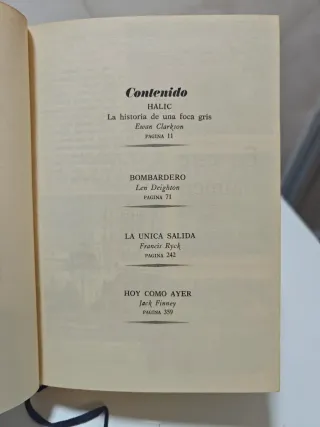 Contenido
HALIC
La historia de una foca gris
Ewan Clarkson
PAGINA 11
BOMBARDERO
Len Deighton
PAGINA 71
LA UNICA SALIDA
Francis Ryck
PAGINA 242
HOY COMO AYER
Jack Finney
PAGINA 359